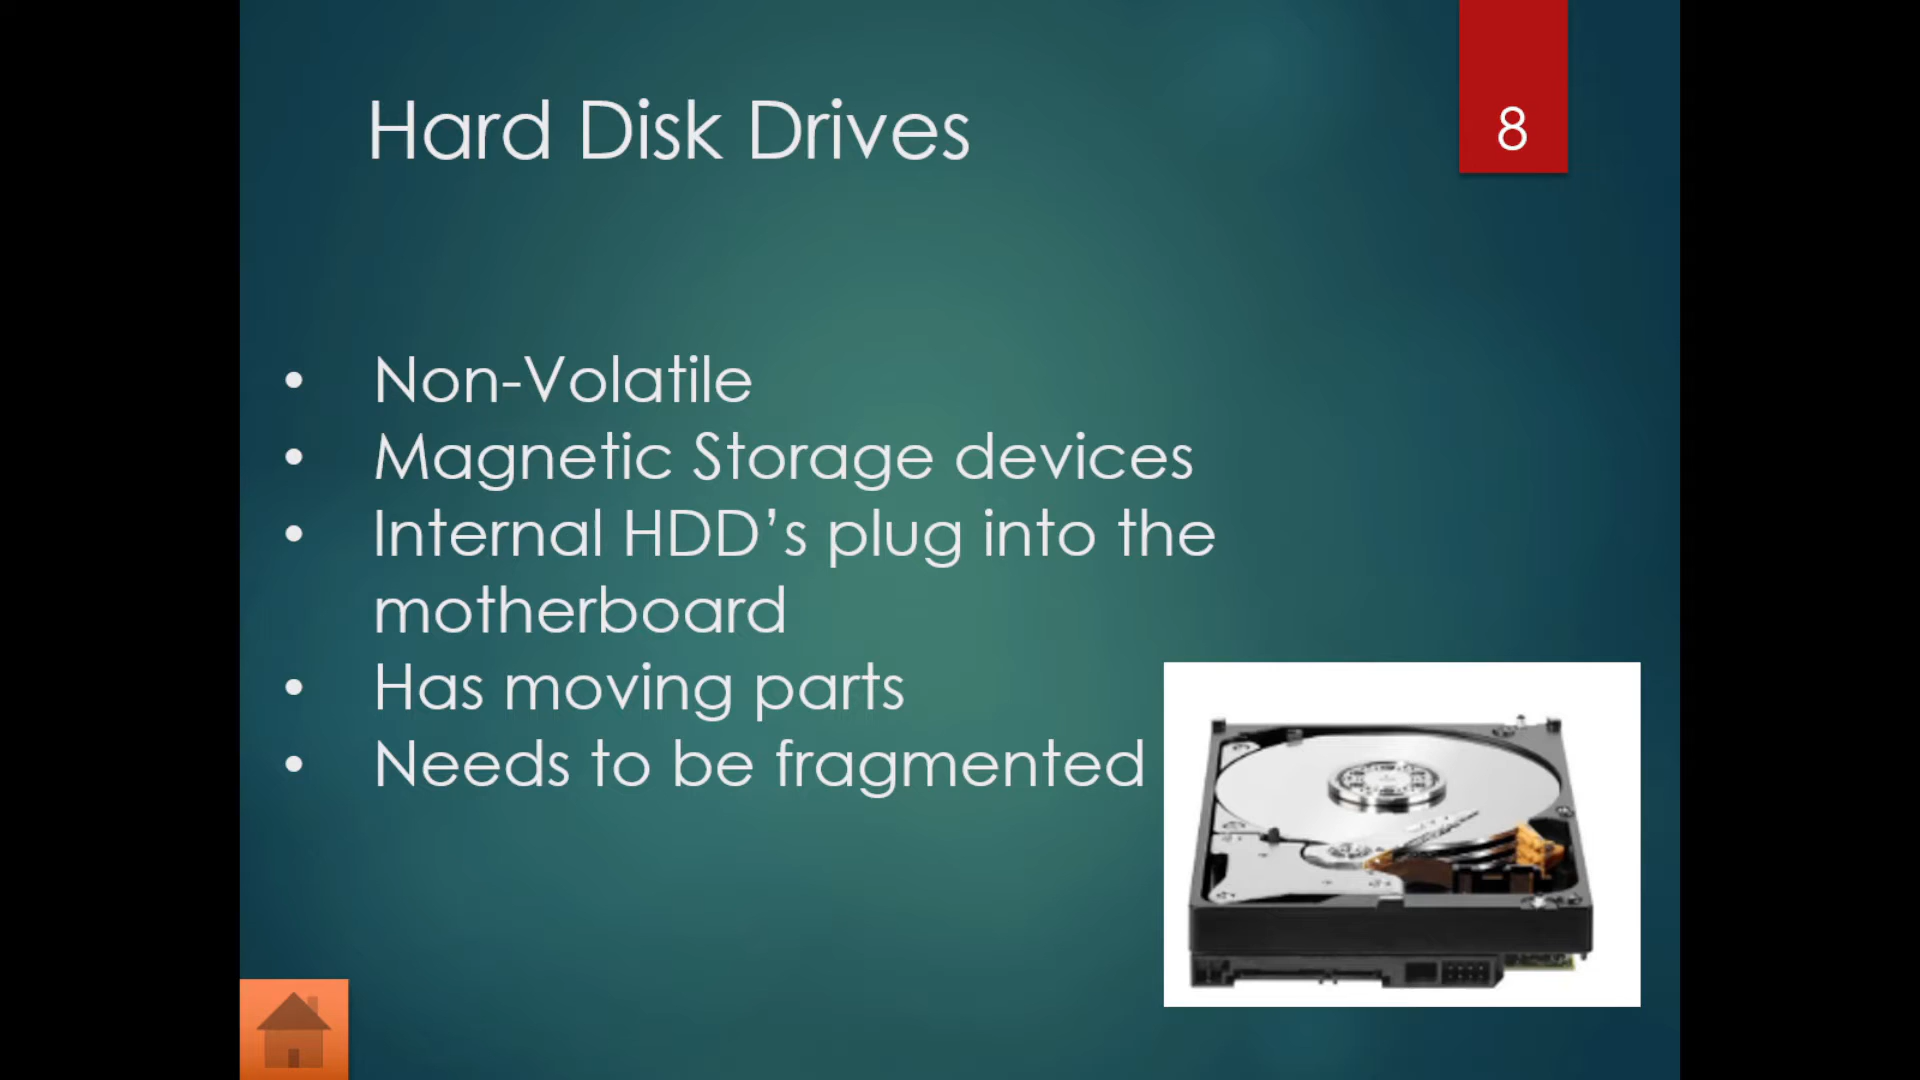 Hard Disk Drives
8
• Non-Volatile
• Magnetic Storage devices
• Internal HDD’s plug into the
motherboard
• Has moving parts
• Needs to be fragmented